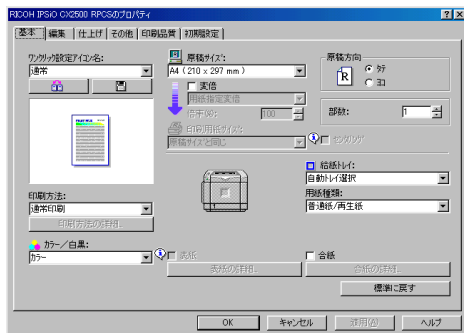 RICOH IPSiO CX2500 RPCSのプロパティ
基本 編集 仕上げ その他 印刷品質 初期設定
ワンクリック設定アイコン名:
通常
原稿サイズ:
A4 (210 x 297 mm)
変倍
用紙指定変倍
倍率(%): 100
印刷用紙サイズ:
原稿サイズと同じ
原稿方向
R
タテ
ヨコ
部数: 1
給紙トレイ:
自動トレイ選択
用紙種類:
普通紙/再生紙
印刷方法:
通常印刷
印刷方法の詳細...
カラー/白黒:
カラー
表紙
表紙の詳細...
合紙
合紙の詳細...
標準に戻す
OK キャンセル 適用(A) ヘルプ